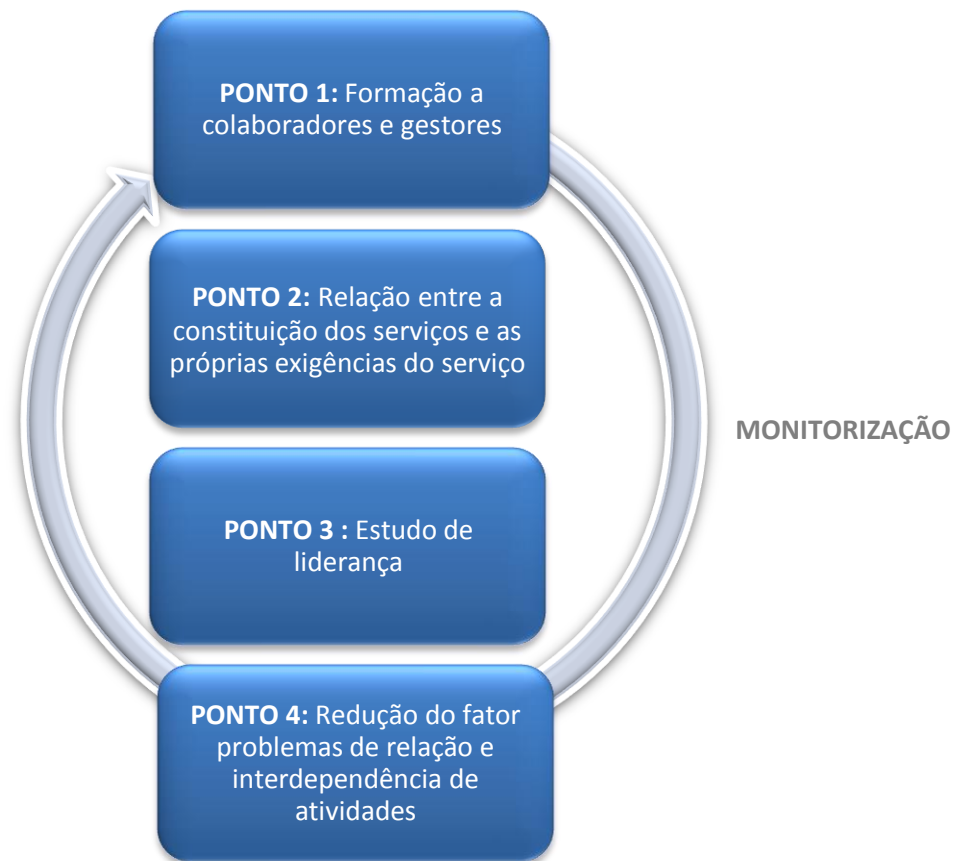 PONTO 1: Formação a
colaboradores e gestores
PONTO 2: Relação entre a
constituição dos serviços e as
próprias exigências do serviço
MONITORIZAÇÃO
PONTO 3 : Estudo de
liderança
PONTO 4: Redução do fator
problemas de relação e
interdependência de
atividades